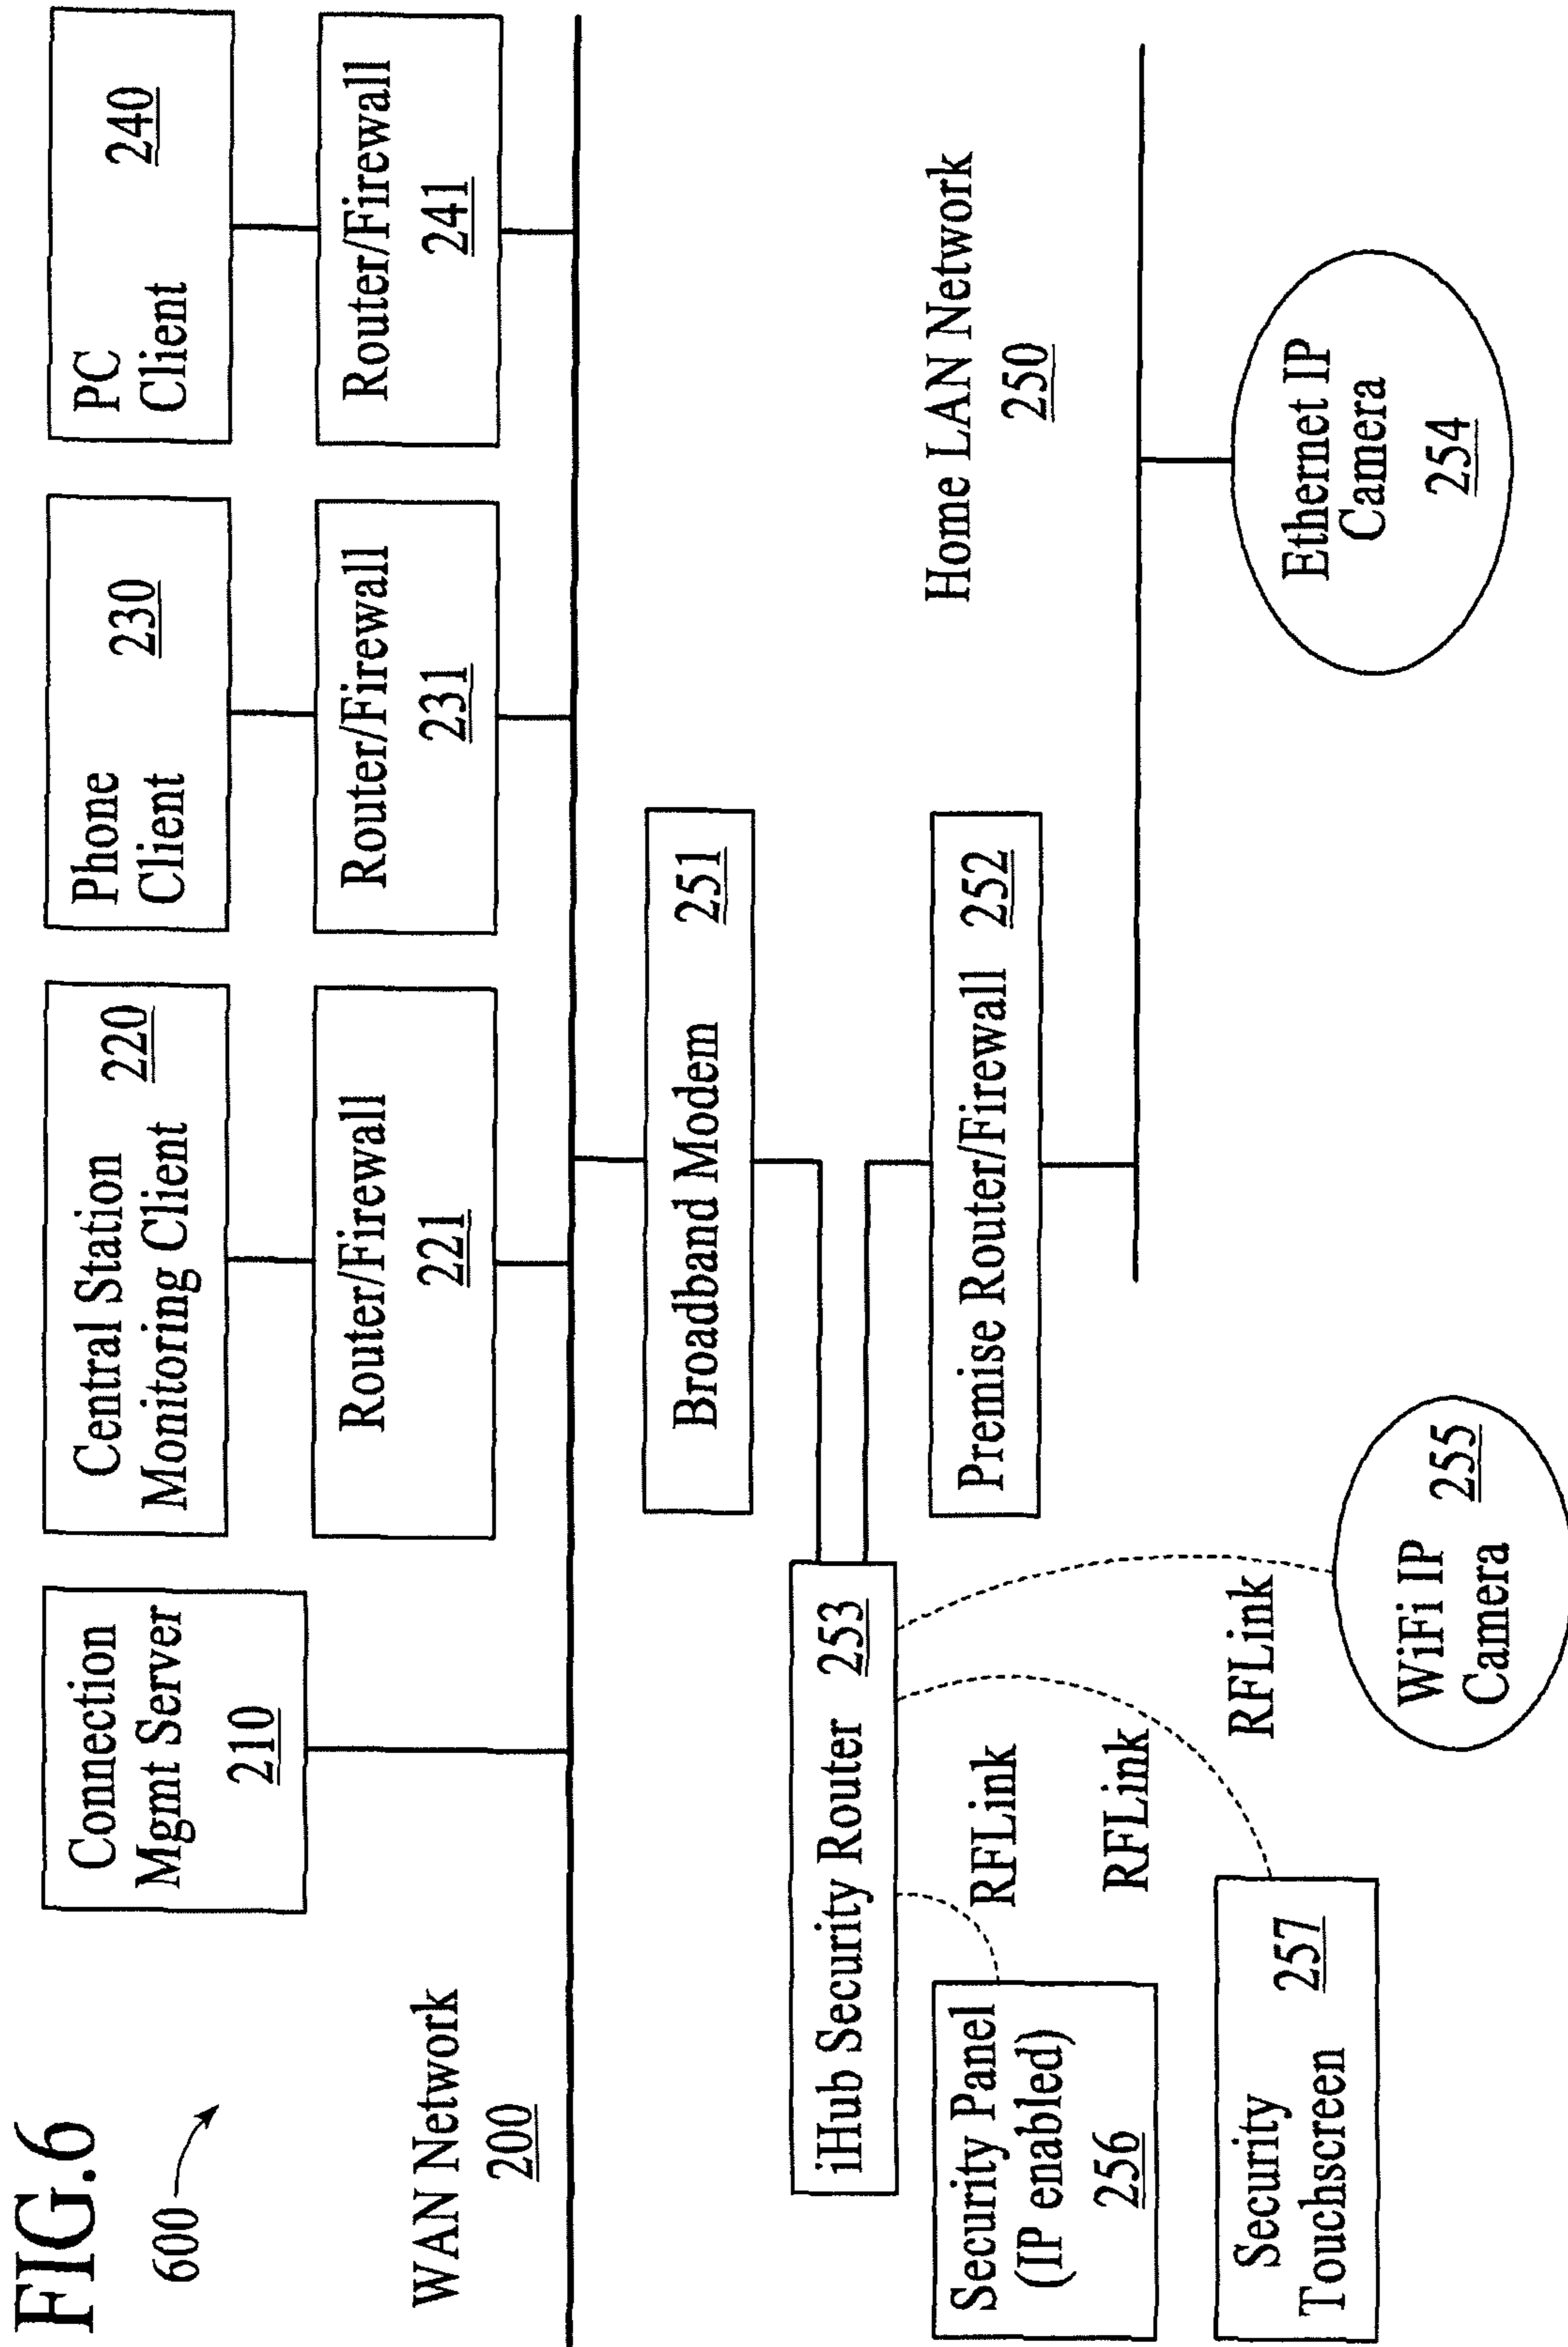 FIG.6
600
WAN Network
200
Connection
Mgmt Server
210
Central Station
Monitoring Client 220
Router/Firewall
221
Phone
Client 230
Router/Firewall
231
PC
Client 240
Router/Firewall
241
Broadband Modem 251
iHub Security Router 253
Premise Router/Firewall 252
Home LAN Network
250
Security Panel
(IP enabled)
256
RFLink
Security
Touchscreen 257
RFLink
RFLink
WiFi IP
Camera 255
Ethernet IP
Camera
254